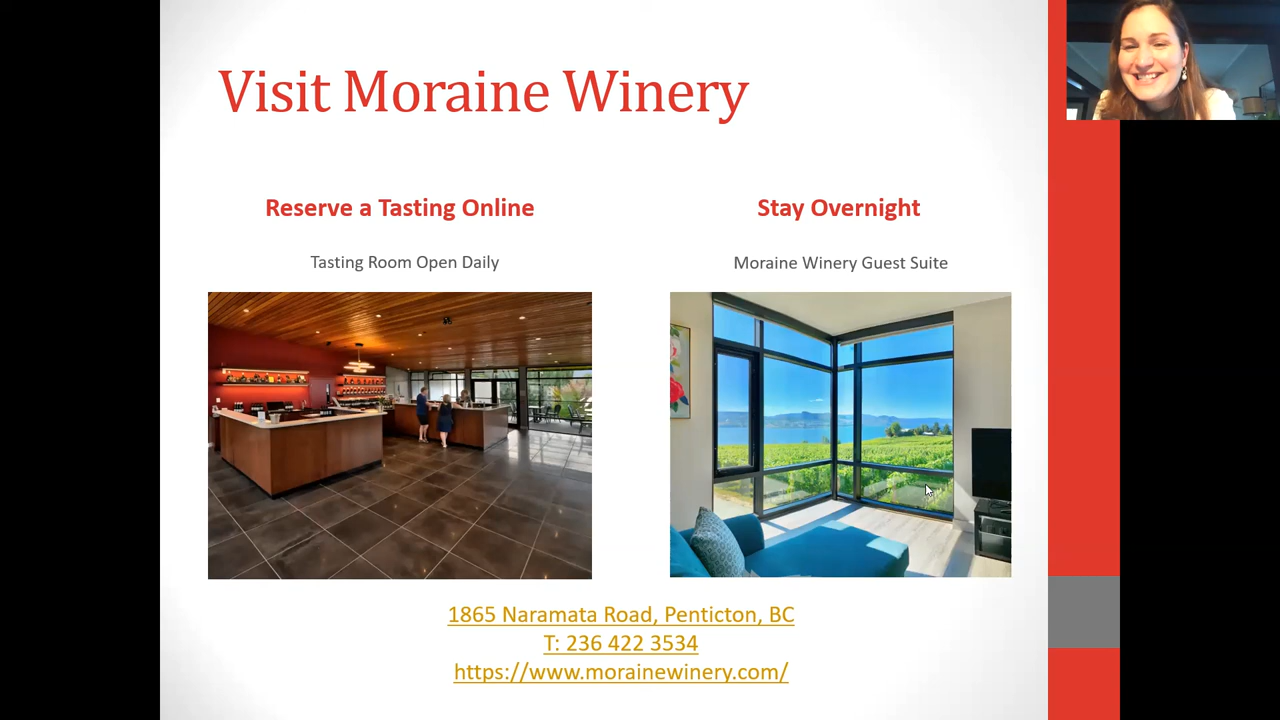 Visit Moraine Winery
Reserve a Tasting Online
Tasting Room Open Daily
Stay Overnight
Moraine Winery Guest Suite
1865 Naramata Road, Penticton, BC
T: 236 422 3534
https://www.morainewinery.com/